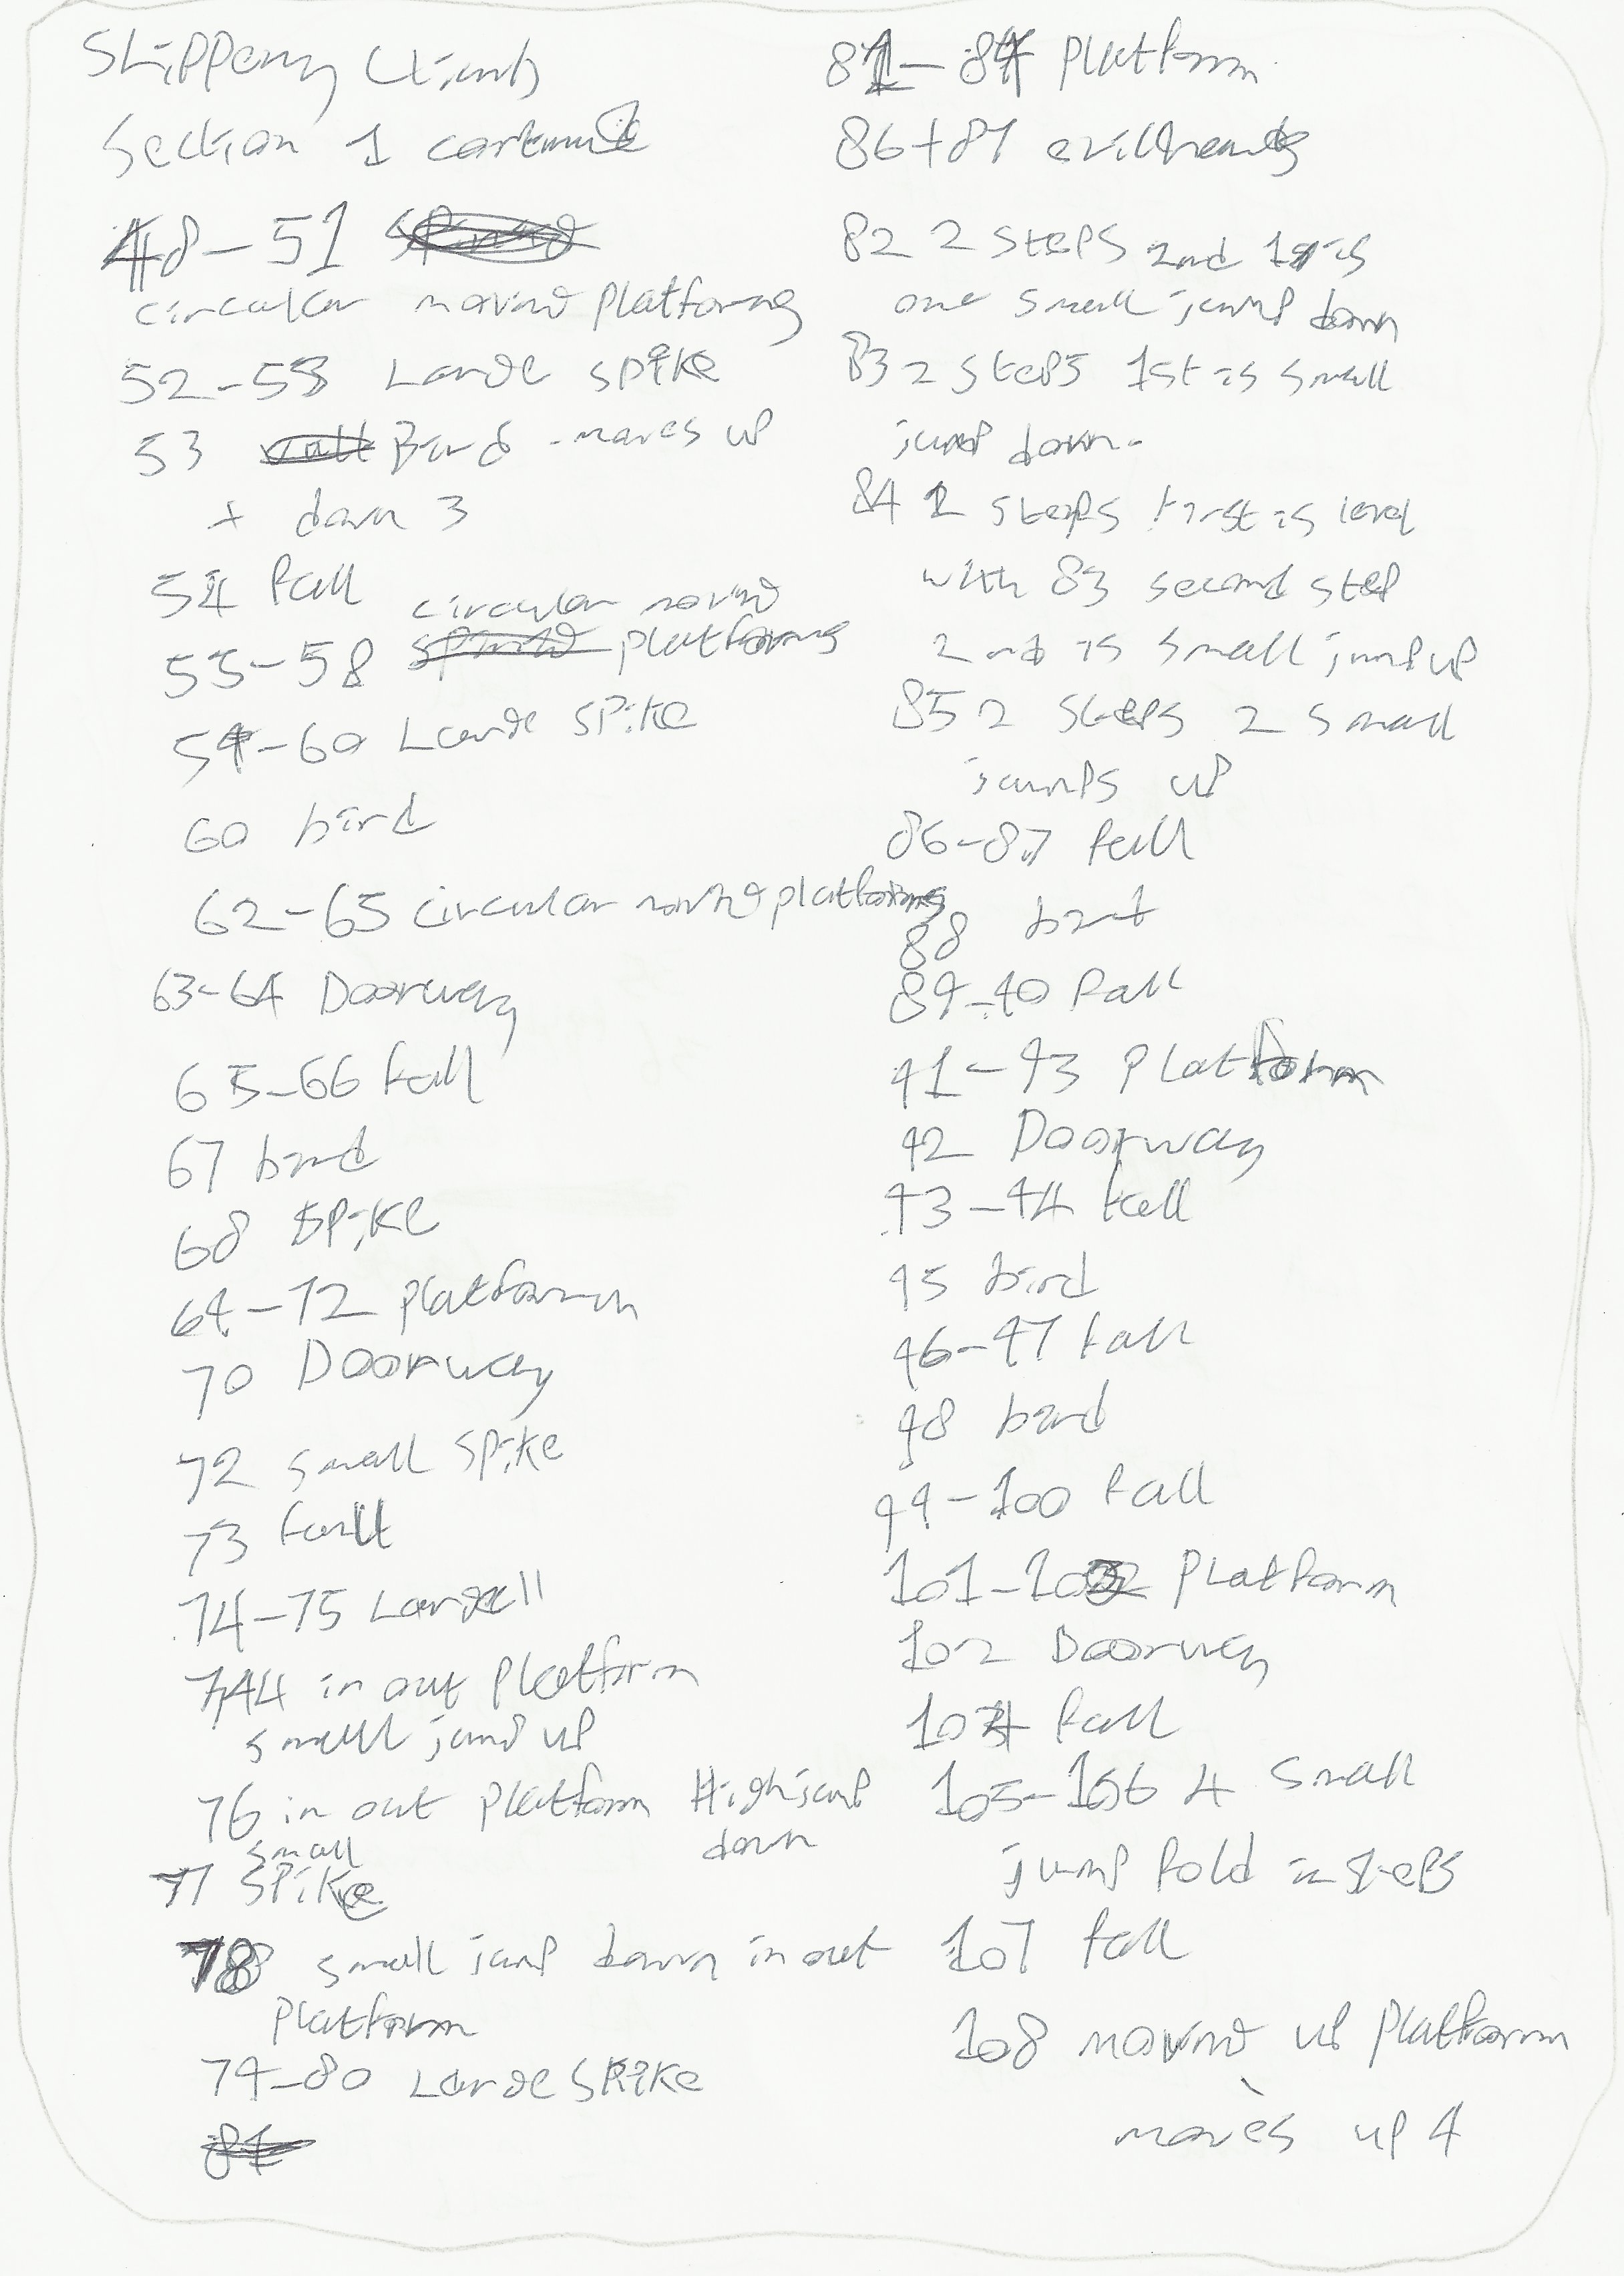 Slippery Climb
Section 1 continued
48-51
circular moving platforms
52-53 Large spike
53 Bird - moves up
+ down 3
54 fall
circular moving
55-58 platforms
59-60 Large spike
60 bird
62-65 circular moving platforms
63-64 Doorway
65-66 fall
67 bird
68 Spike
69-72 platform
70 Doorway
72 small spike
73 fall
74-75 Large
74 in out platform
small jump up
76 in out platform High jump
down
small
77 spike
78 small jump down in out
platform
79-80 Large spike
81-89 platform
86+89 evil heads
82 2 steps 2nd is
one small jump down
83 2 steps 1st is small
jump down.
84 2 steps first is level
with 83 second step
2nd is small jump up
85 2 steps 2 small
jumps up
86-87 fall
88 bird
89-90 fall
91-93 Platform
92 Doorway
93-94 fall
95 bird
96-97 fall
98 bird
99-100 fall
101-103 Platform
102 Doorway
104 fall
105-106 4 small
jump fold in steps
107 fall
108 moving up platform
moves up 4